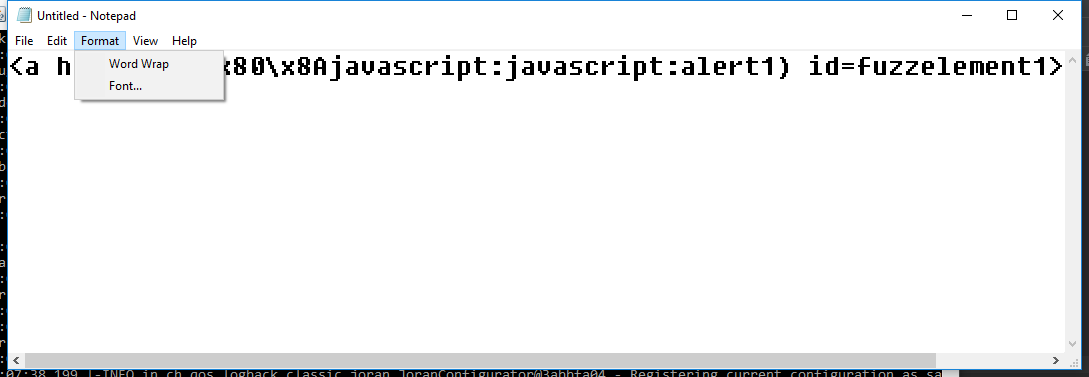 Untitled - Notepad
File Edit Format View Help
Word Wrap
Font...
<a h x80\x8Ajavascript:javascript:alert1) id=fuzzelement1>
:07:38,199 |-INFO in ch.qos.logback.classic.joran.JoranConfigurator@3abbfa04 - Registering current configuration as sa